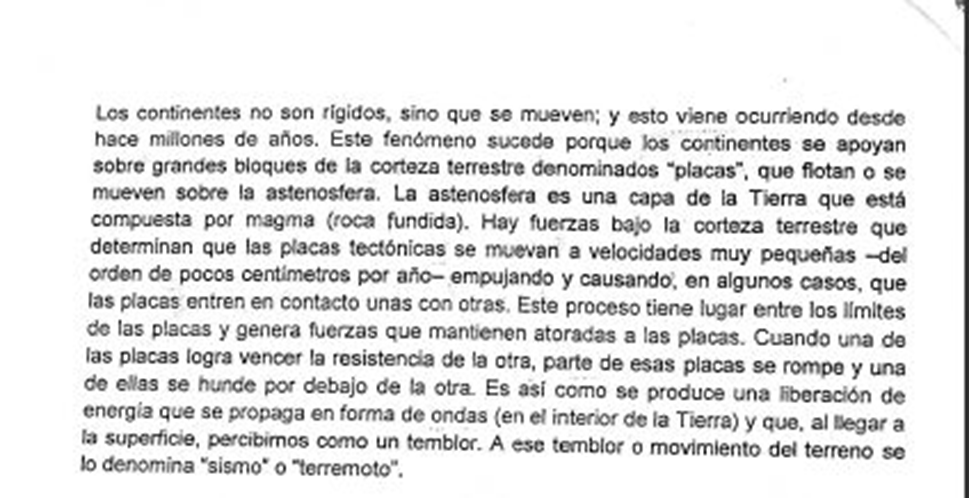 Los continentes no son rígidos, sino que se mueven; y esto viene ocurriendo desde
hace millones de años. Este fenómeno sucede porque los continentes se apoyan
sobre grandes bloques de la corteza terrestre denominados "placas", que flotan o se
mueven sobre la astenosfera. La astenosfera es una capa de la Tierra que está
compuesta por magma (roca fundida). Hay fuerzas bajo la corteza terrestre que
determinan que las placas tectónicas se muevan a velocidades muy pequeñas –del
orden de pocos centímetros por año– empujando y causando, en algunos casos, que
las placas entren en contacto unas con otras. Este proceso tiene lugar entre los límites
de las placas y genera fuerzas que mantienen atoradas a las placas. Cuando una de
las placas logra vencer la resistencia de la otra, parte de esas placas se rompe y una
de ellas se hunde por debajo de la otra. Es así como se produce una liberación de
energía que se propaga en forma de ondas (en el interior de la Tierra) y que, al llegar a
la superficie, percibimos como un temblor. A ese temblor o movimiento del terreno se
lo denomina "sismo" o "terremoto".